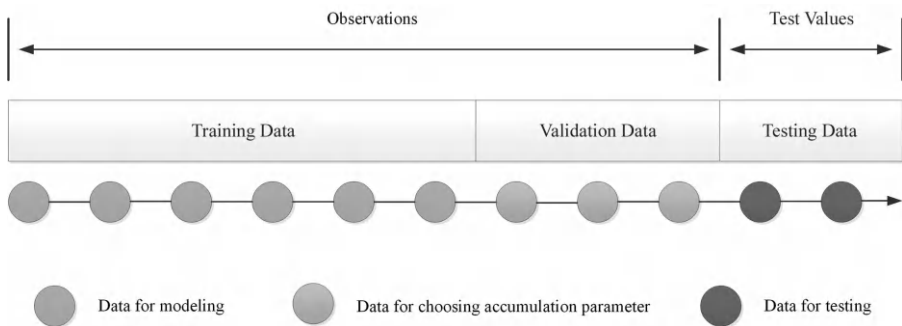 Observations
Test Values
Training Data
Validation Data
Testing Data
Data for modeling
Data for choosing accumulation parameter
Data for testing